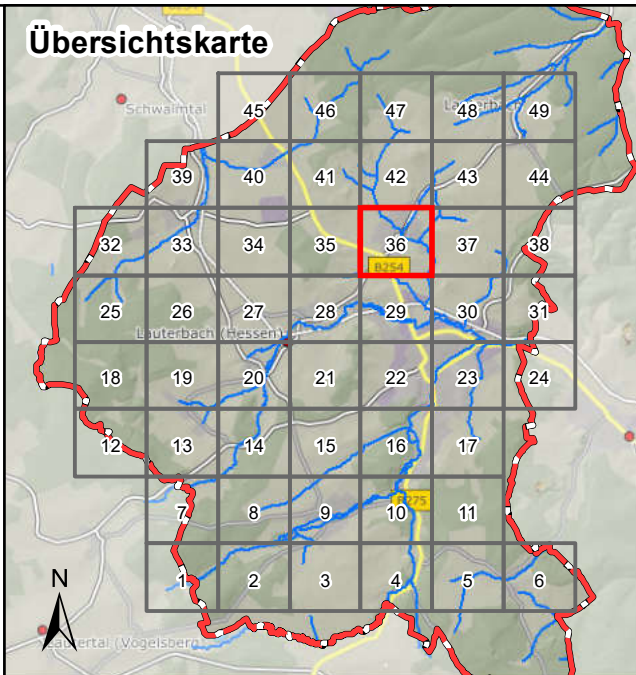 Übersichtskarte
Schwalmtal
45 46 47 48 49
Lauterbach
39 40 41 42 43 44
32 33 34 35 36 37 38
B254
25 26 27 28 29 30 31
Lauterbach (Hessen)
18 19 20 21 22 23 24
12 13 14 15 16 17
7 8 9 10 11
B275
1 2 3 4 5 6
N
Lautertal (Vogelsberg)